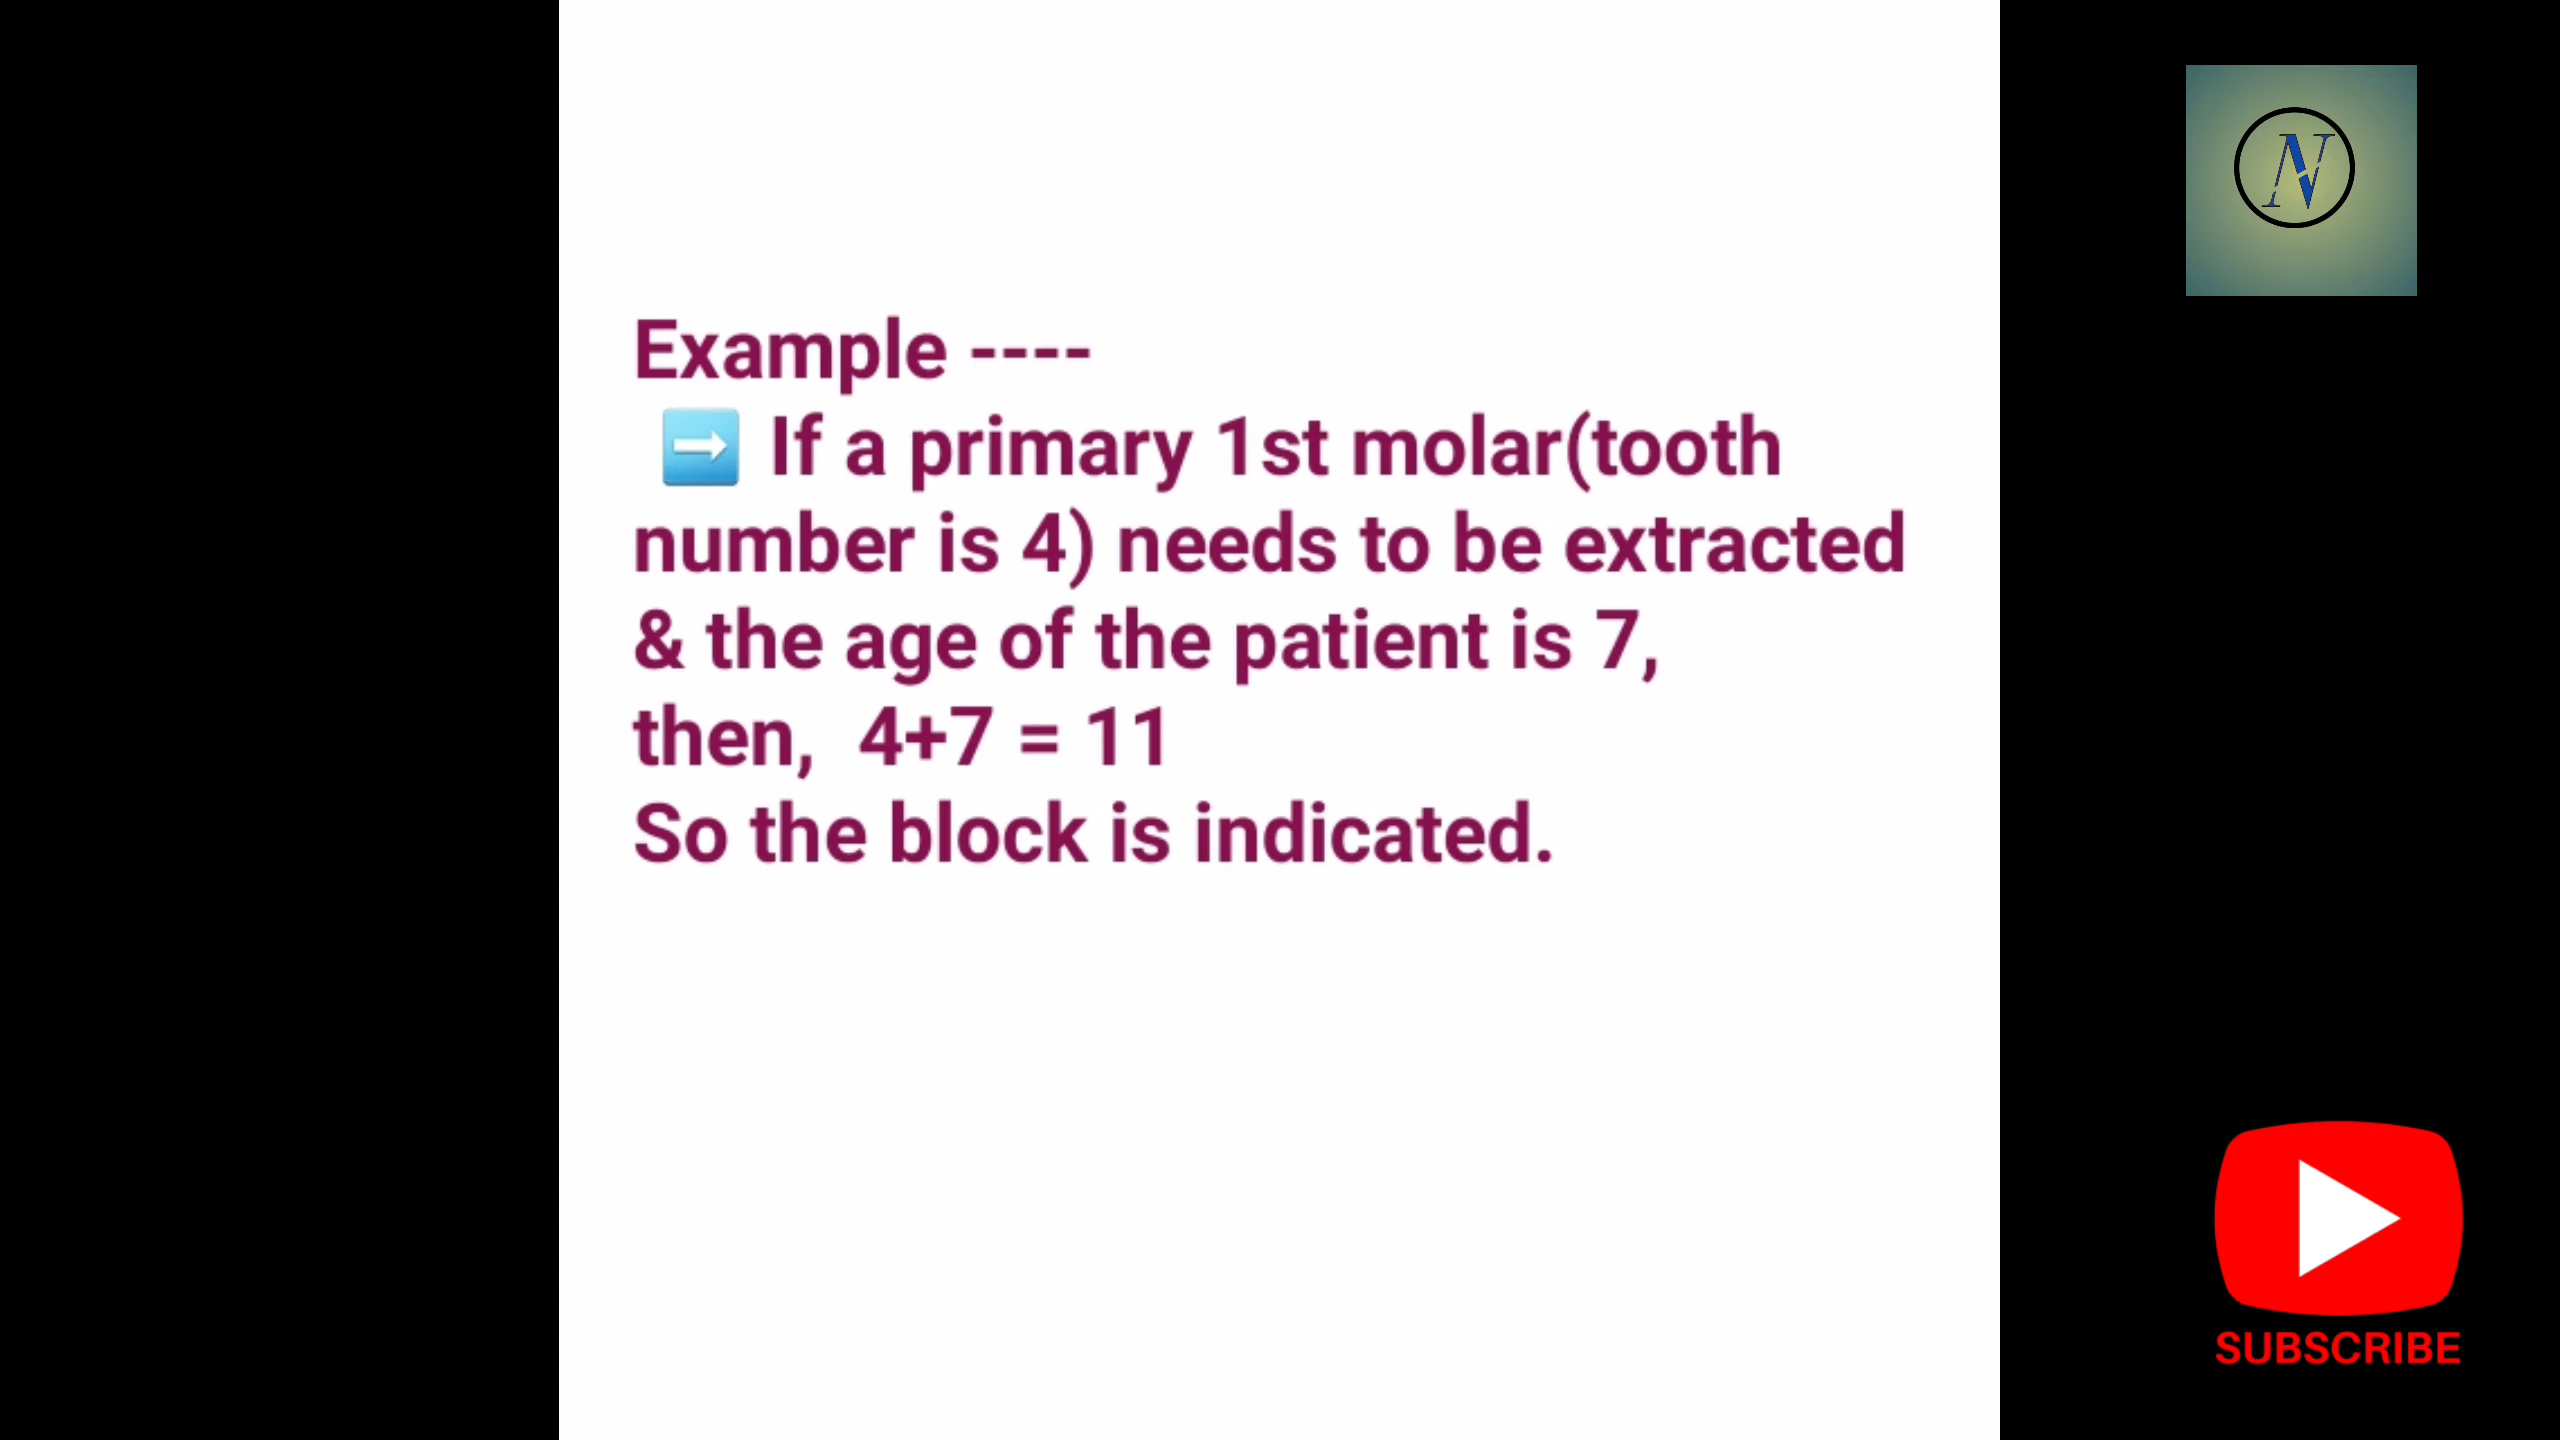 N
Example ----
➡️ If a primary 1st molar(tooth
number is 4) needs to be extracted
& the age of the patient is 7,
then,  4+7 = 11
So the block is indicated.
SUBSCRIBE